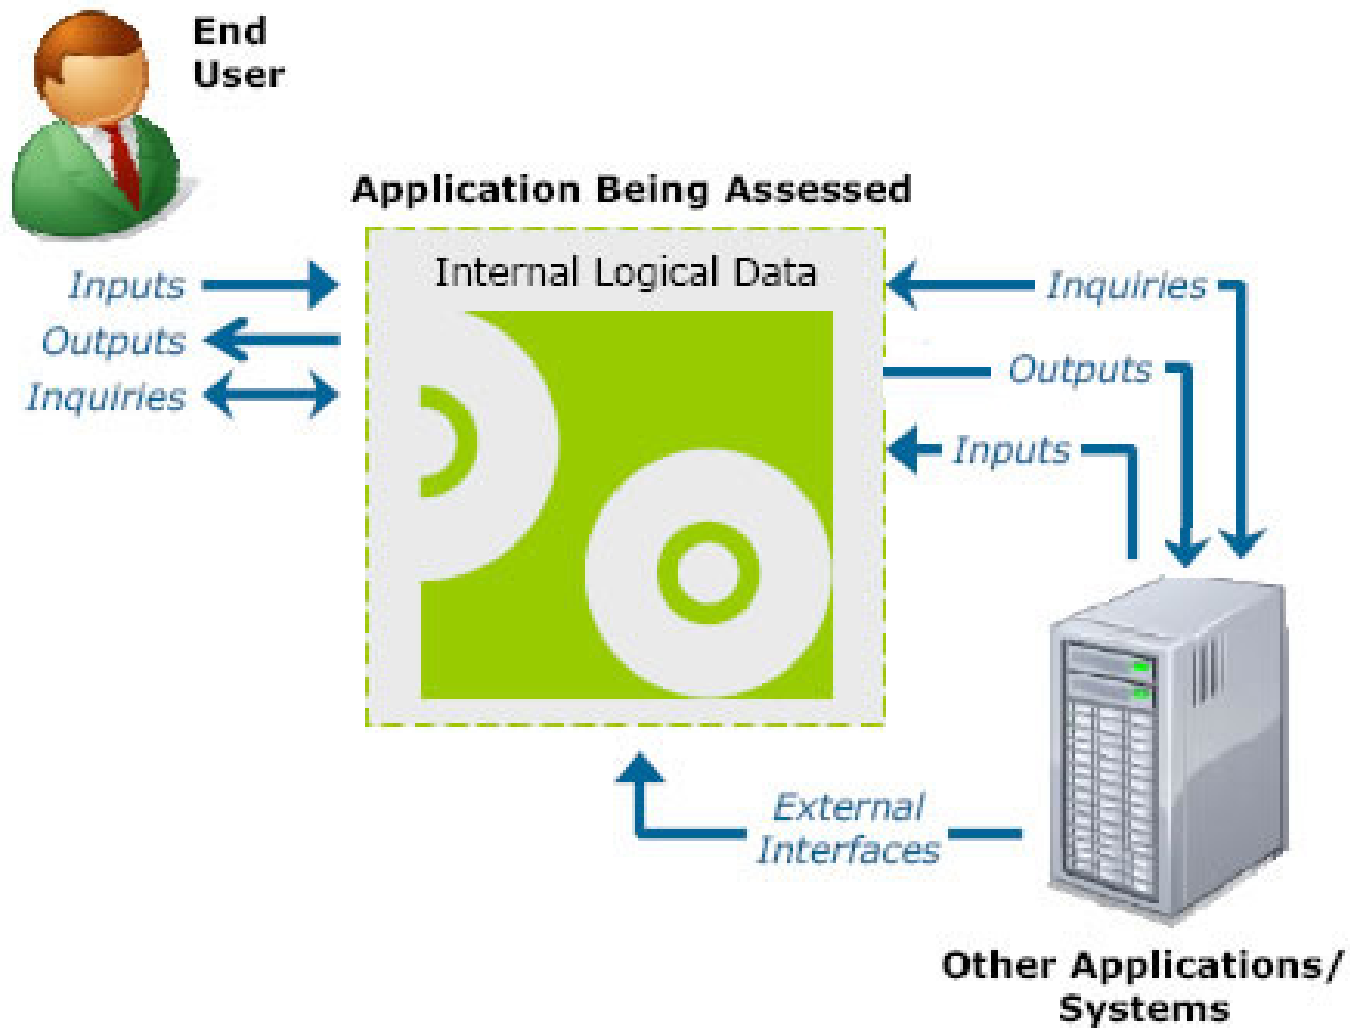 End
User
Application Being Assessed
Internal Logical Data
Inputs
Outputs
Inquiries
Inquiries
Outputs
Inputs
External
Interfaces
Other Applications/
Systems